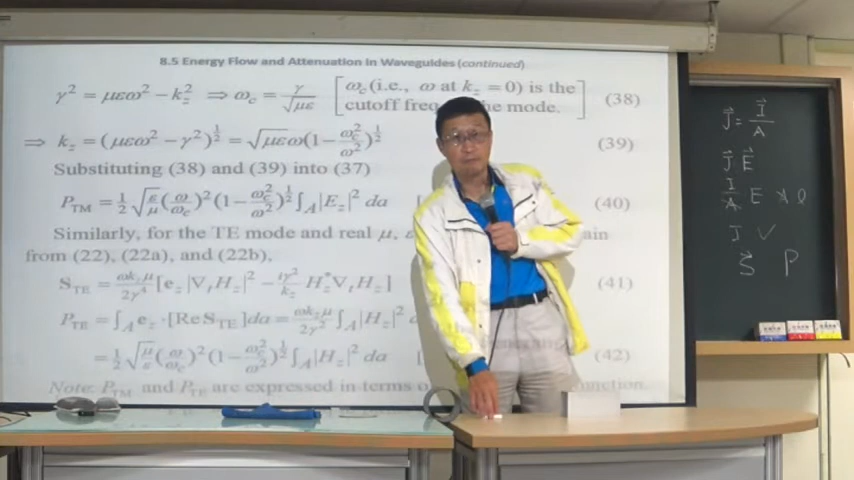 8.5 Energy Flow and Attenuation in Waveguides (continued)
γ² = μεω² − k_z² ⇒ ω_c = γ/√με [ω_c (i.e., ω at k_z = 0) is the
cutoff freq the mode.] (38)
⇒ k_z = (μεω² − γ²)^½ = √με ω(1 − ω_c²/ω²)^½ (39)
Substituting (38) and (39) into (37)
P_TM = ½ √(ε/μ) (ω/ω_c)² (1 − ω_c²/ω²)^½ ∫_A |E_z|² da [ (40)
Similarly, for the TE mode and real μ, ain
from (22), (22a), and (22b),
S_TE = ωk_zμ/2γ⁴ [e_z |∇_t H_z|² − iγ²/k_z H_z* ∇_t H_z] (41)
P_TE = ∫_A e_z · [Re S_TE] da = ωk_zμ/2γ² ∫_A |H_z|²
= ½ √(μ/ε) (ω/ω_c)² (1 − ω_c²/ω²)^½ ∫_A |H_z|² da [ (42)
Note: P_TM and P_TE are expressed in terms o nction.
J⃗ = I⃗/A
J⃗ E⃗
I/A E A l
J V
S⃗ P